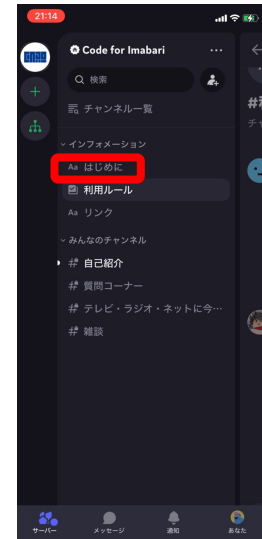 21:14
Code for Imabari
検索
チャンネル一覧
インフォメーション
Aa はじめに
利用ルール
Aa リンク
みんなのチャンネル
自己紹介
質問コーナー
テレビ・ラジオ・ネットに今…
雑談
サーバー
メッセージ
通知
あなた